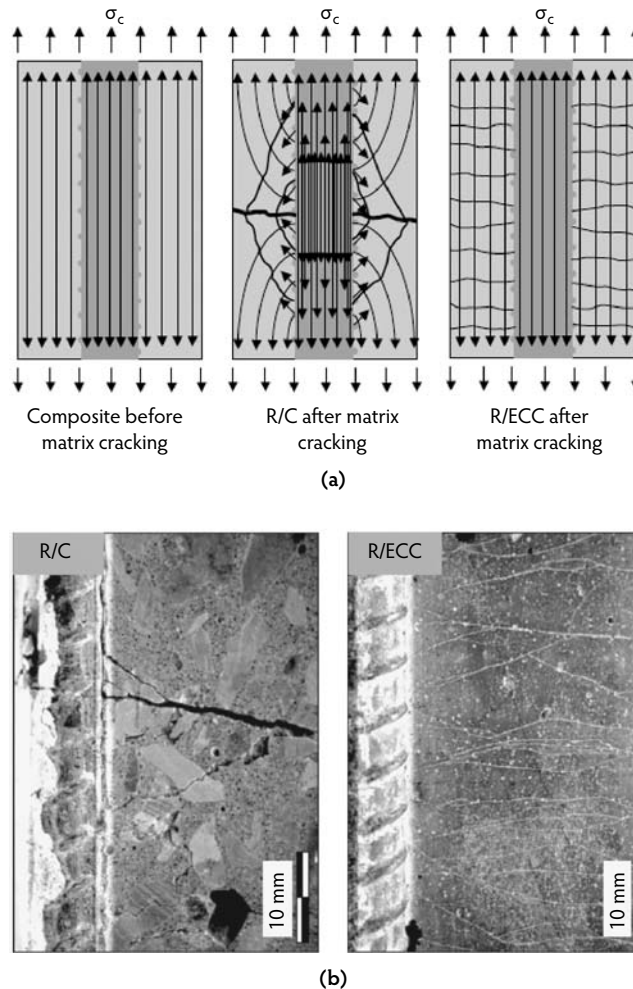 σc
σc
σc
Composite before
matrix cracking
R/C after matrix
cracking
R/ECC after
matrix cracking
(a)
R/C
10 mm
R/ECC
10 mm
(b)